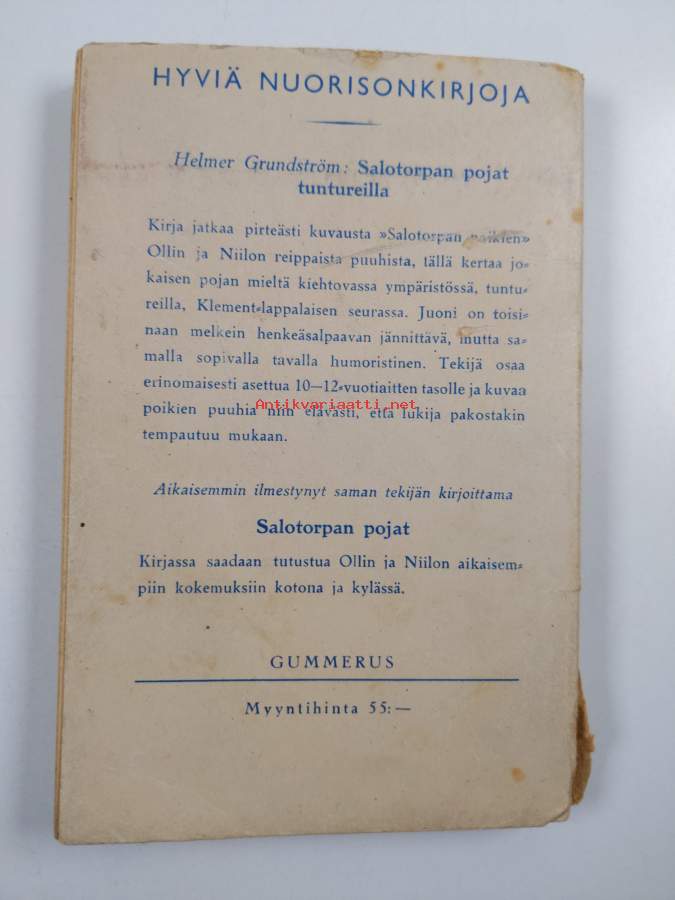 HYVIÄ NUORISONKIRJOJA
Helmer Grundström: Salotorpan pojat
tuntureilla
Kirja jatkaa pirteästi kuvausta »Salotorpan poikien»
Ollin ja Niilon reippaista puuhista, tällä kertaa jo-
kaisen pojan mieltä kiehtovassa ympäristössä, tuntu-
reilla, Klement-lappalaisen seurassa. Juoni on toisi-
naan melkein henkeäsalpaavan jännittävä, mutta sa-
malla sopivalla tavalla humoristinen. Tekijä osaa
erinomaisesti asettua 10—12-vuotiaitten tasolle ja kuvaa
Antikvariaatti.net
poikien puuhia niin elävästi, että lukija pakostakin
tempautuu mukaan.
Aikaisemmin ilmestynyt saman tekijän kirjoittama
Salotorpan pojat
Kirjassa saadaan tutustua Ollin ja Niilon aikaisem-
piin kokemuksiin kotona ja kylässä.
GUMMERUS
Myyntihinta 55:—